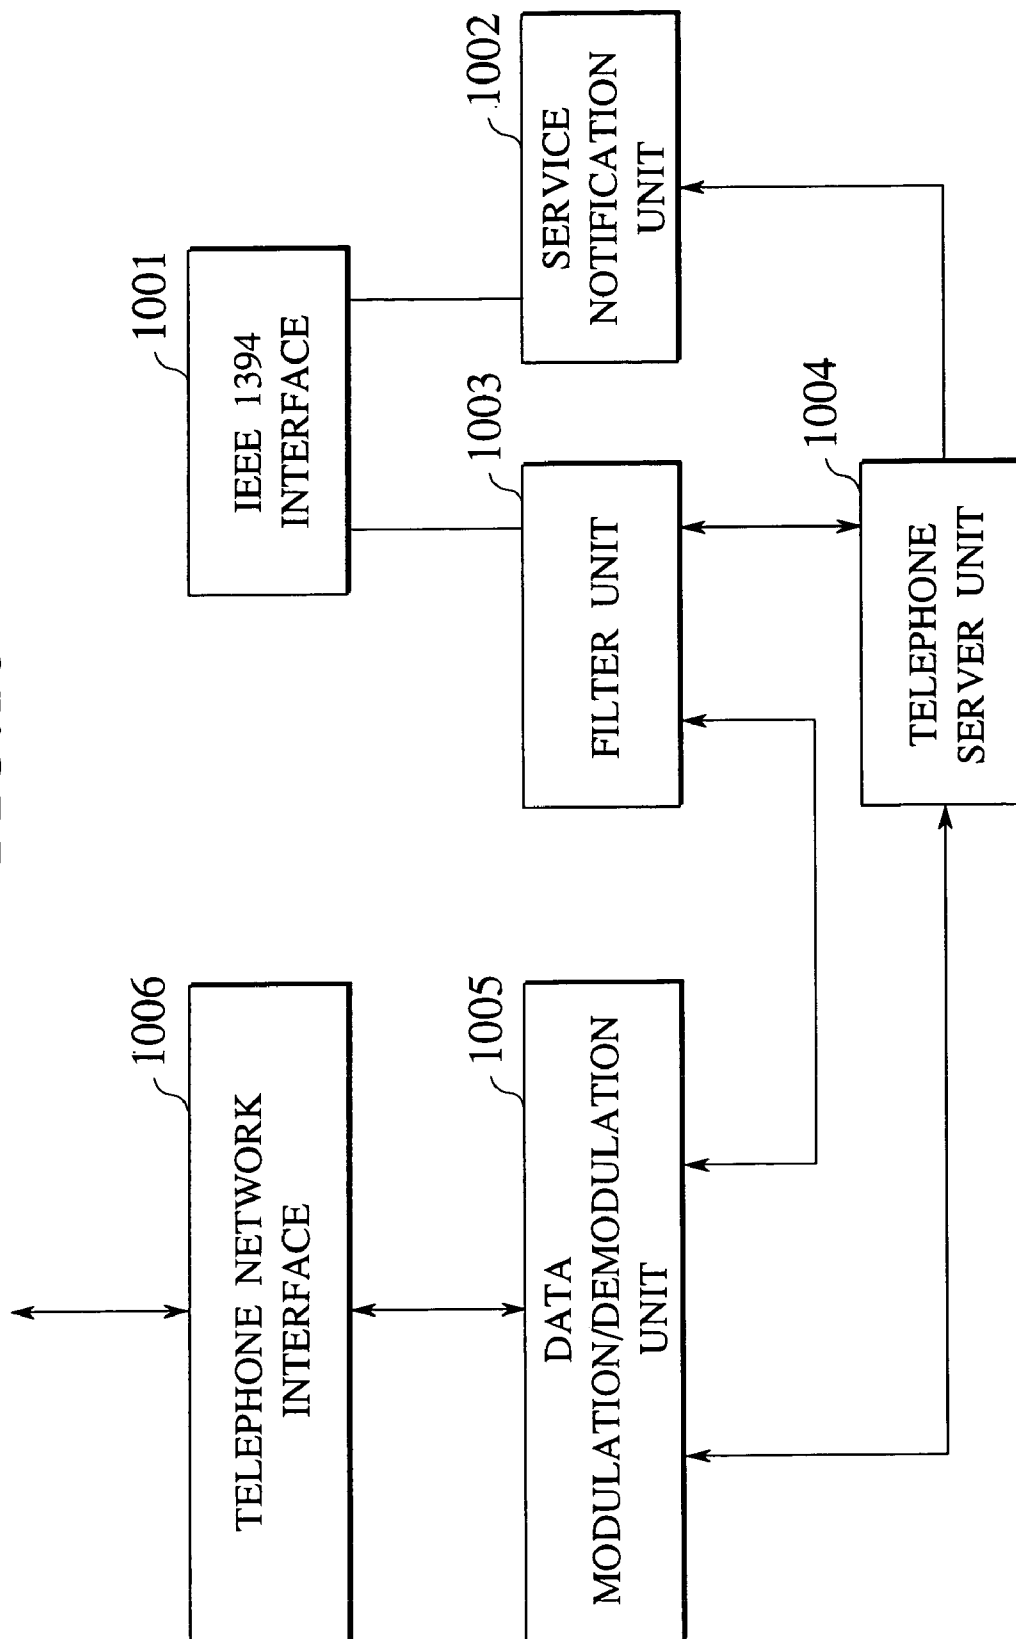 1006
TELEPHONE NETWORK
INTERFACE
1001
IEEE 1394
INTERFACE
1005
DATA
MODULATION/DEMODULATION
UNIT
1003
FILTER UNIT
1002
SERVICE
NOTIFICATION
UNIT
1004
TELEPHONE
SERVER UNIT